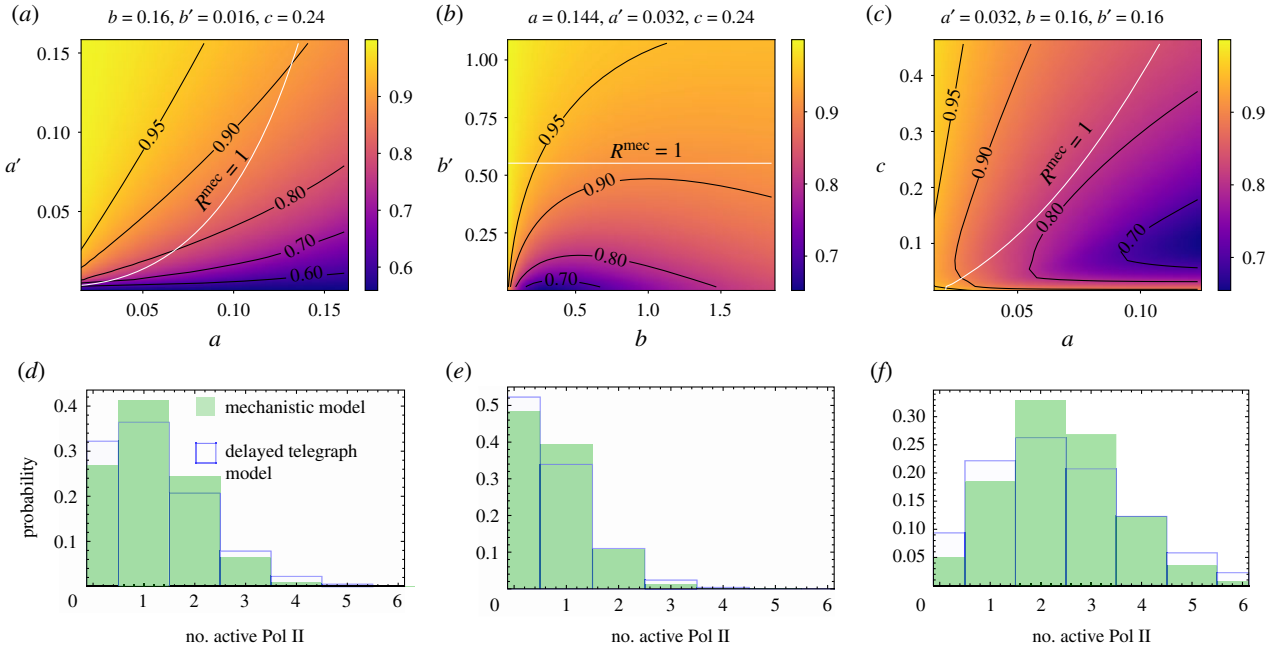 (a) b = 0.16, b′ = 0.016, c = 0.24
0.15
a′
0.10
0.05
0.05 0.10 0.15
a
0.95
0.90
R^mec = 1
0.80
0.70
0.60
0.9
0.8
0.7
0.6
(b) a = 0.144, a′ = 0.032, c = 0.24
1.00
0.75
b′
0.50
0.25
0.5 1.0 1.5
b
0.95
R^mec = 1
0.90
0.80
0.70
0.9
0.8
0.7
(c) a′ = 0.032, b = 0.16, b′ = 0.16
0.4
0.3
c
0.2
0.1
0.05 0.10
a
0.95
0.90
R^mec = 1
0.80
0.70
0.9
0.8
0.7
(d)
probability
0.4
0.3
0.2
0.1
0 1 2 3 4 5 6
no. active Pol II
mechanistic model
delayed telegraph
model
(e)
0.5
0.4
0.3
0.2
0.1
0 1 2 3 4 5 6
no. active Pol II
(f)
0.30
0.25
0.20
0.15
0.10
0.05
0 1 2 3 4 5 6
no. active Pol II